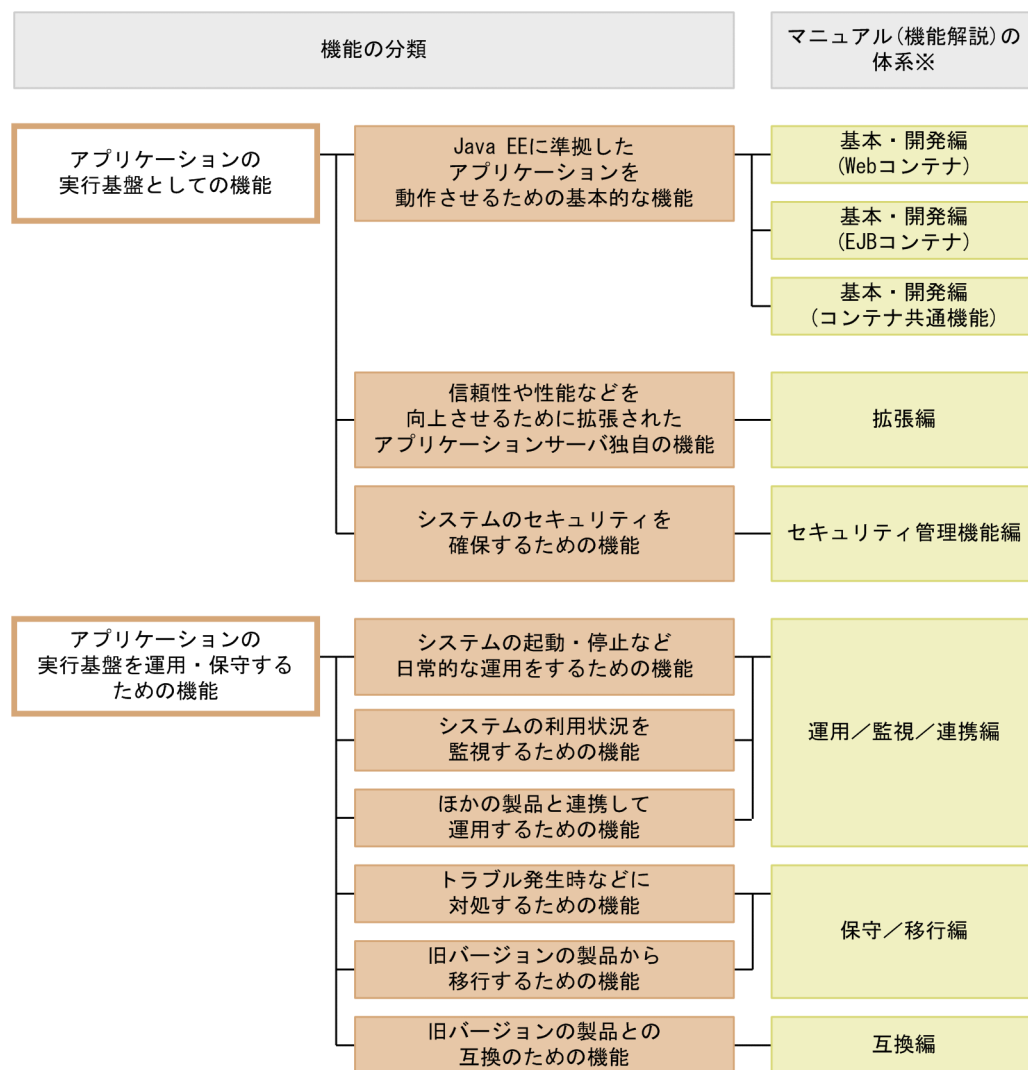 機能の分類
マニュアル(機能解説)の
体系※
アプリケーションの
実行基盤としての機能
Java EEに準拠した
アプリケーションを
動作させるための基本的な機能
基本・開発編
(Webコンテナ)
基本・開発編
(EJBコンテナ)
基本・開発編
(コンテナ共通機能)
信頼性や性能などを
向上させるために拡張された
アプリケーションサーバ独自の機能
拡張編
システムのセキュリティを
確保するための機能
セキュリティ管理機能編
アプリケーションの
実行基盤を運用・保守する
ための機能
システムの起動・停止など
日常的な運用をするための機能
システムの利用状況を
監視するための機能
ほかの製品と連携して
運用するための機能
運用／監視／連携編
トラブル発生時などに
対処するための機能
旧バージョンの製品から
移行するための機能
保守／移行編
旧バージョンの製品との
互換のための機能
互換編